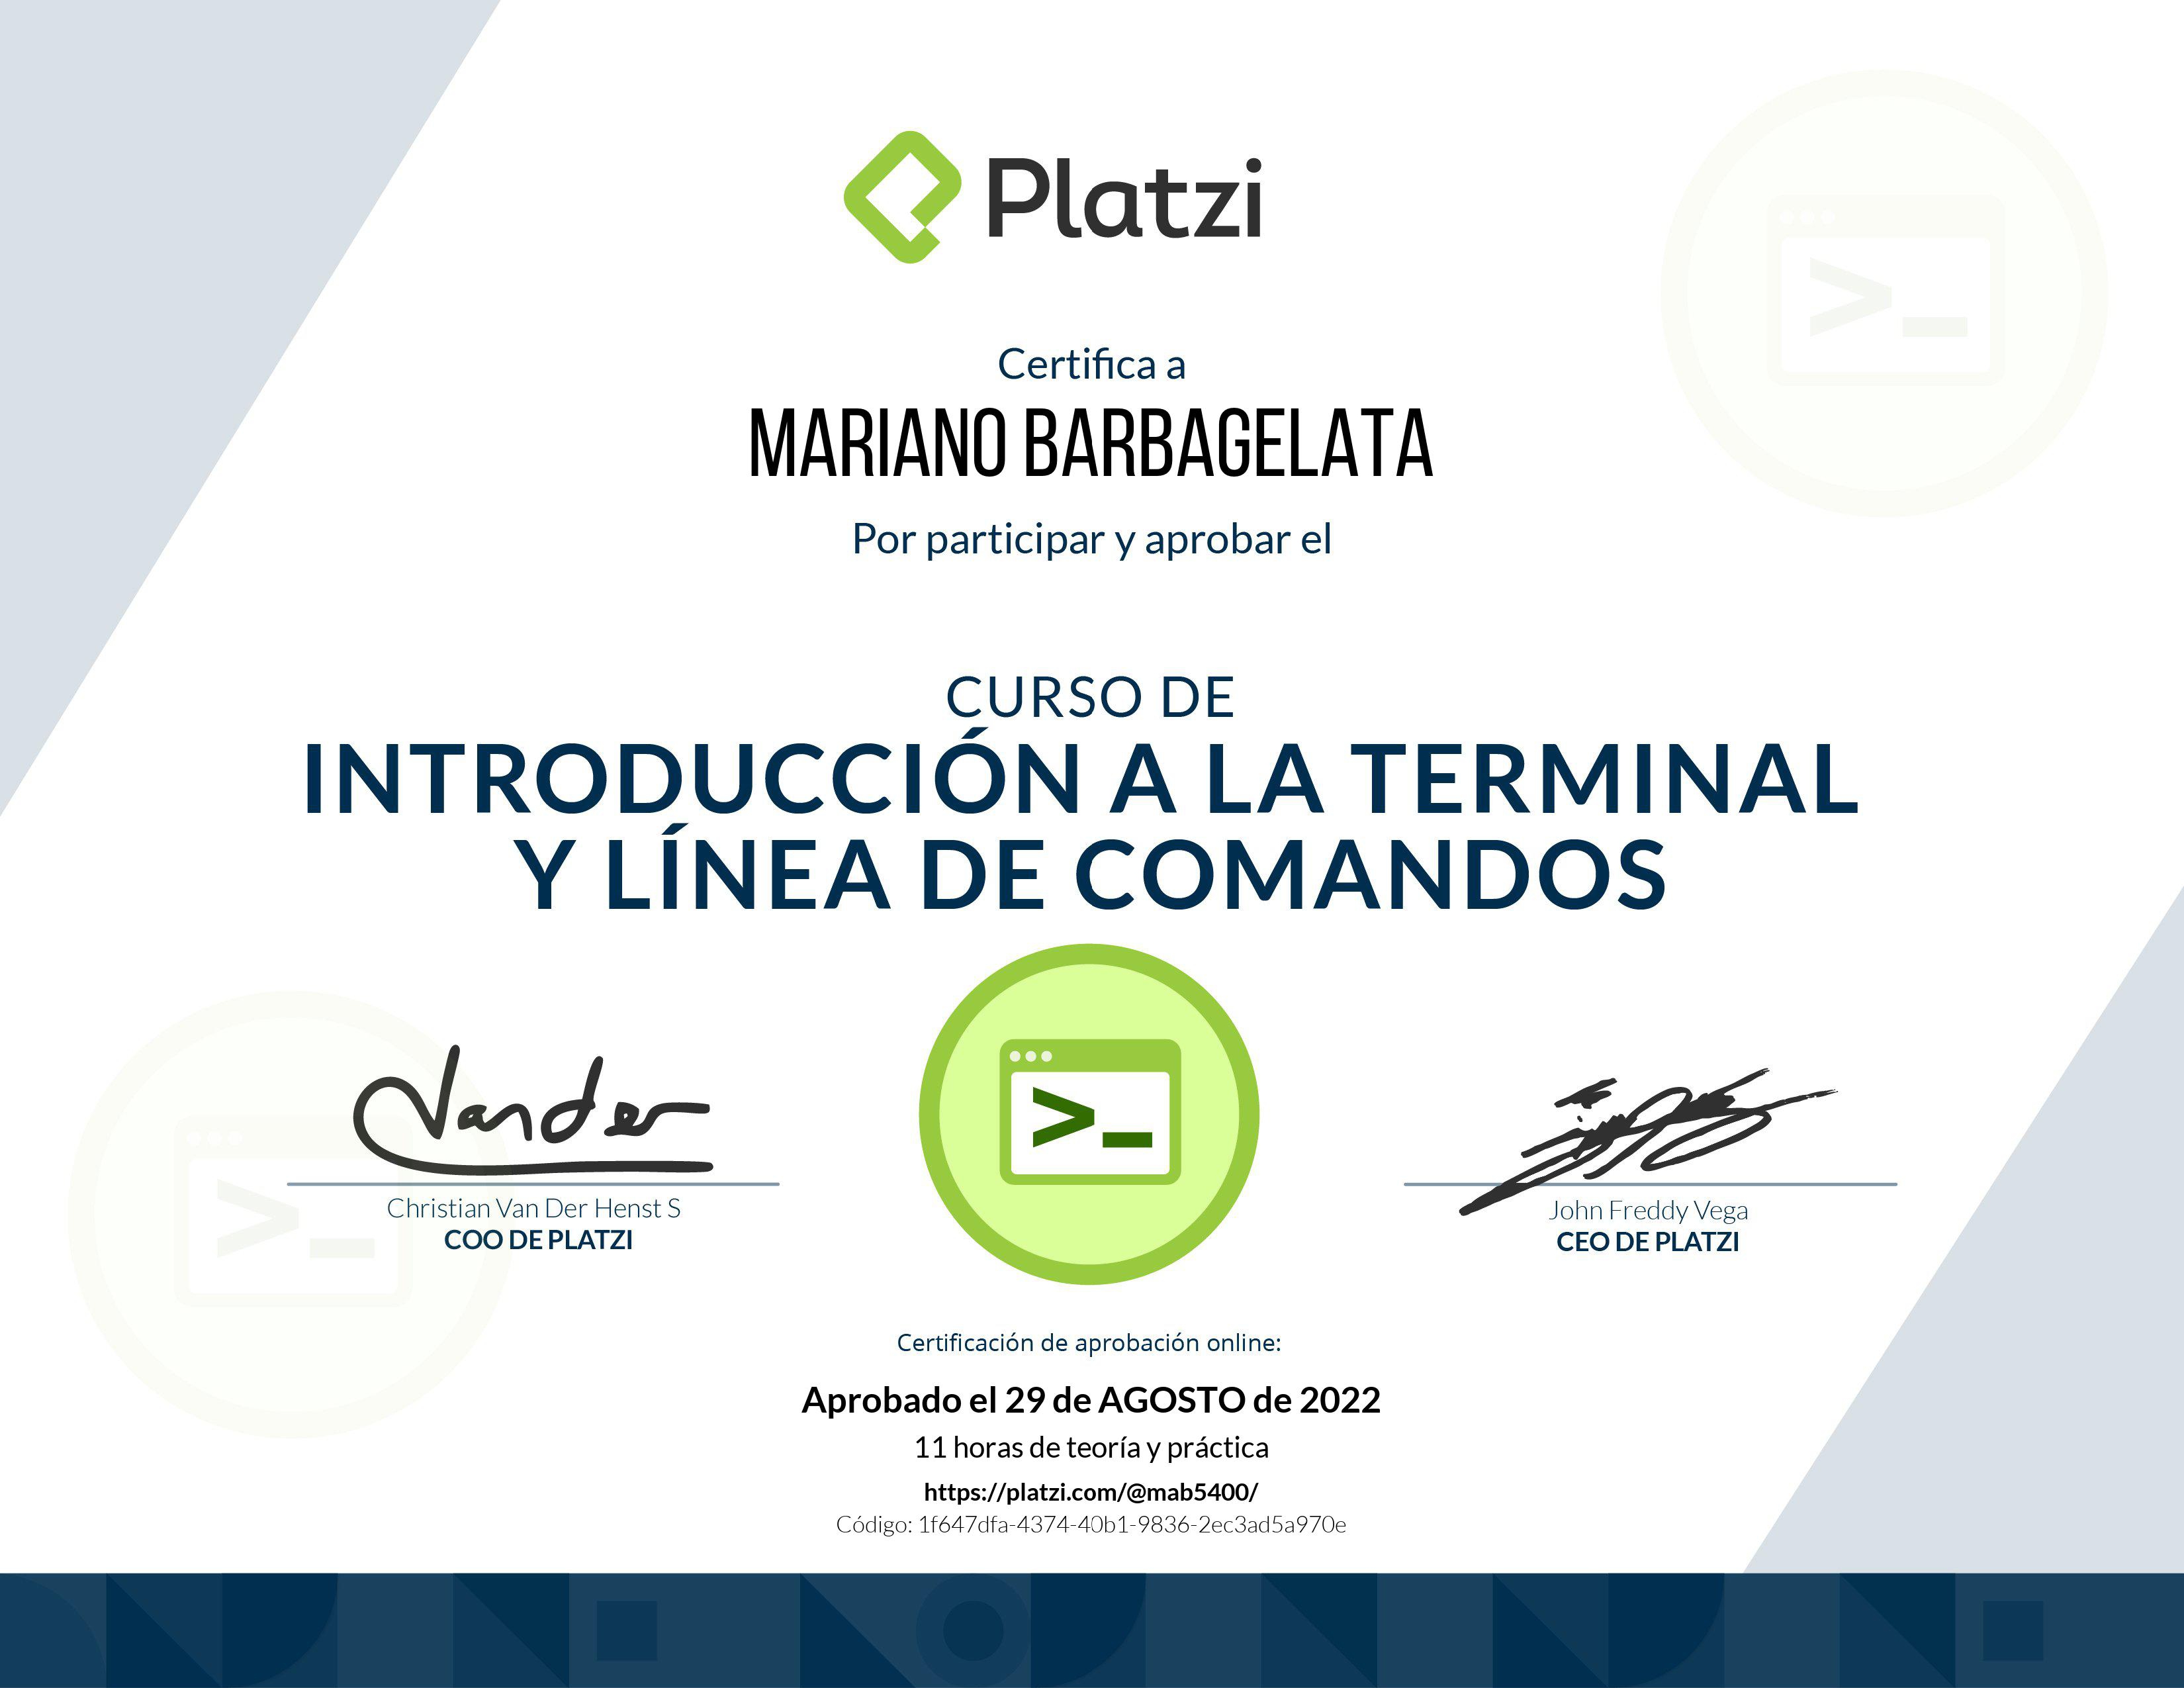 Platzi
Certifica a
MARIANO BARBAGELATA
Por participar y aprobar el
CURSO DE
INTRODUCCIÓN A LA TERMINAL
Y LÍNEA DE COMANDOS
>_
Vander
Christian Van Der Henst S
COO DE PLATZI
John Freddy Vega
CEO DE PLATZI
Certificación de aprobación online:
Aprobado el 29 de AGOSTO de 2022
11 horas de teoría y práctica
https://platzi.com/@mab5400/
Código: 1f647dfa-4374-40b1-9836-2ec3ad5a970e